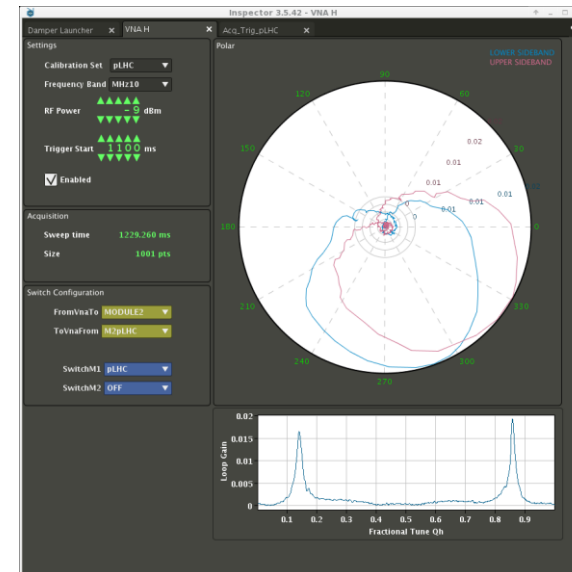 Inspector 3.5.42 - VNA H
Damper Launcher x VNA H x Acq_Trig_pLHC x
Settings
Calibration Set pLHC
Frequency Band MHz10
RF Power - 9 dBm
Trigger Start 1100 ms
Enabled
Acquisition
Sweep time 1229.260 ms
Size 1001 pts
Switch Configuration
FromVnaTo MODULE2
ToVnaFrom M2pLHC
SwitchM1 pLHC
SwitchM2 OFF
Polar
LOWER SIDEBAND
UPPER SIDEBAND
90
120 60
150 30
180 0
210 330
240 300
270
0.02
0.01
0.01
0.01
0.01
0.01
0.02
0
0
0.02
0.015
0.01
0.005
0
Loop Gain
0.1 0.2 0.3 0.4 0.5 0.6 0.7 0.8 0.9
Fractional Tune Qh